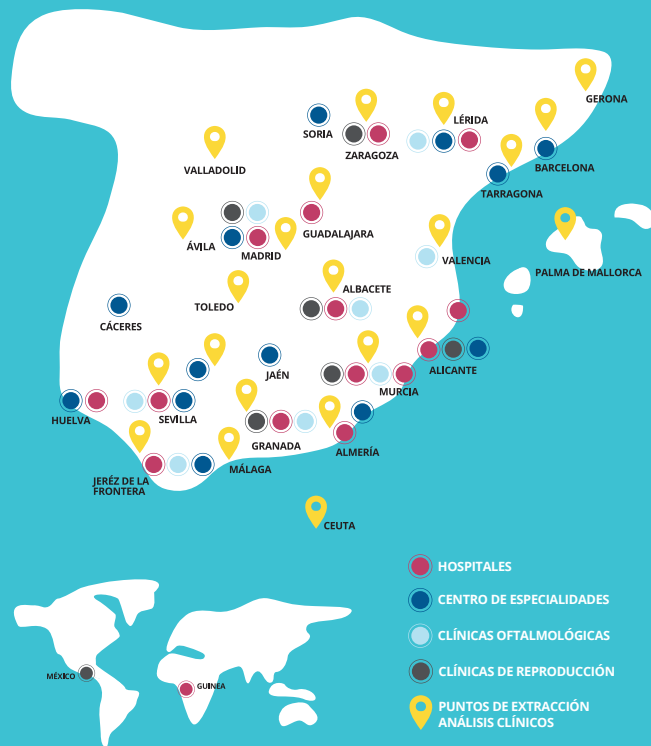 GERONA
SORIA
LÉRIDA
ZARAGOZA
BARCELONA
VALLADOLID
TARRAGONA
GUADALAJARA
ÁVILA
MADRID
VALENCIA
PALMA DE MALLORCA
ALBACETE
TOLEDO
CÁCERES
ALICANTE
JAÉN
MURCIA
HUELVA
SEVILLA
GRANADA
ALMERÍA
MÁLAGA
JERÉZ DE LA
FRONTERA
CEUTA
HOSPITALES
CENTRO DE ESPECIALIDADES
CLÍNICAS OFTALMOLÓGICAS
CLÍNICAS DE REPRODUCCIÓN
PUNTOS DE EXTRACCIÓN
ANÁLISIS CLÍNICOS
MÉXICO
GUINEA